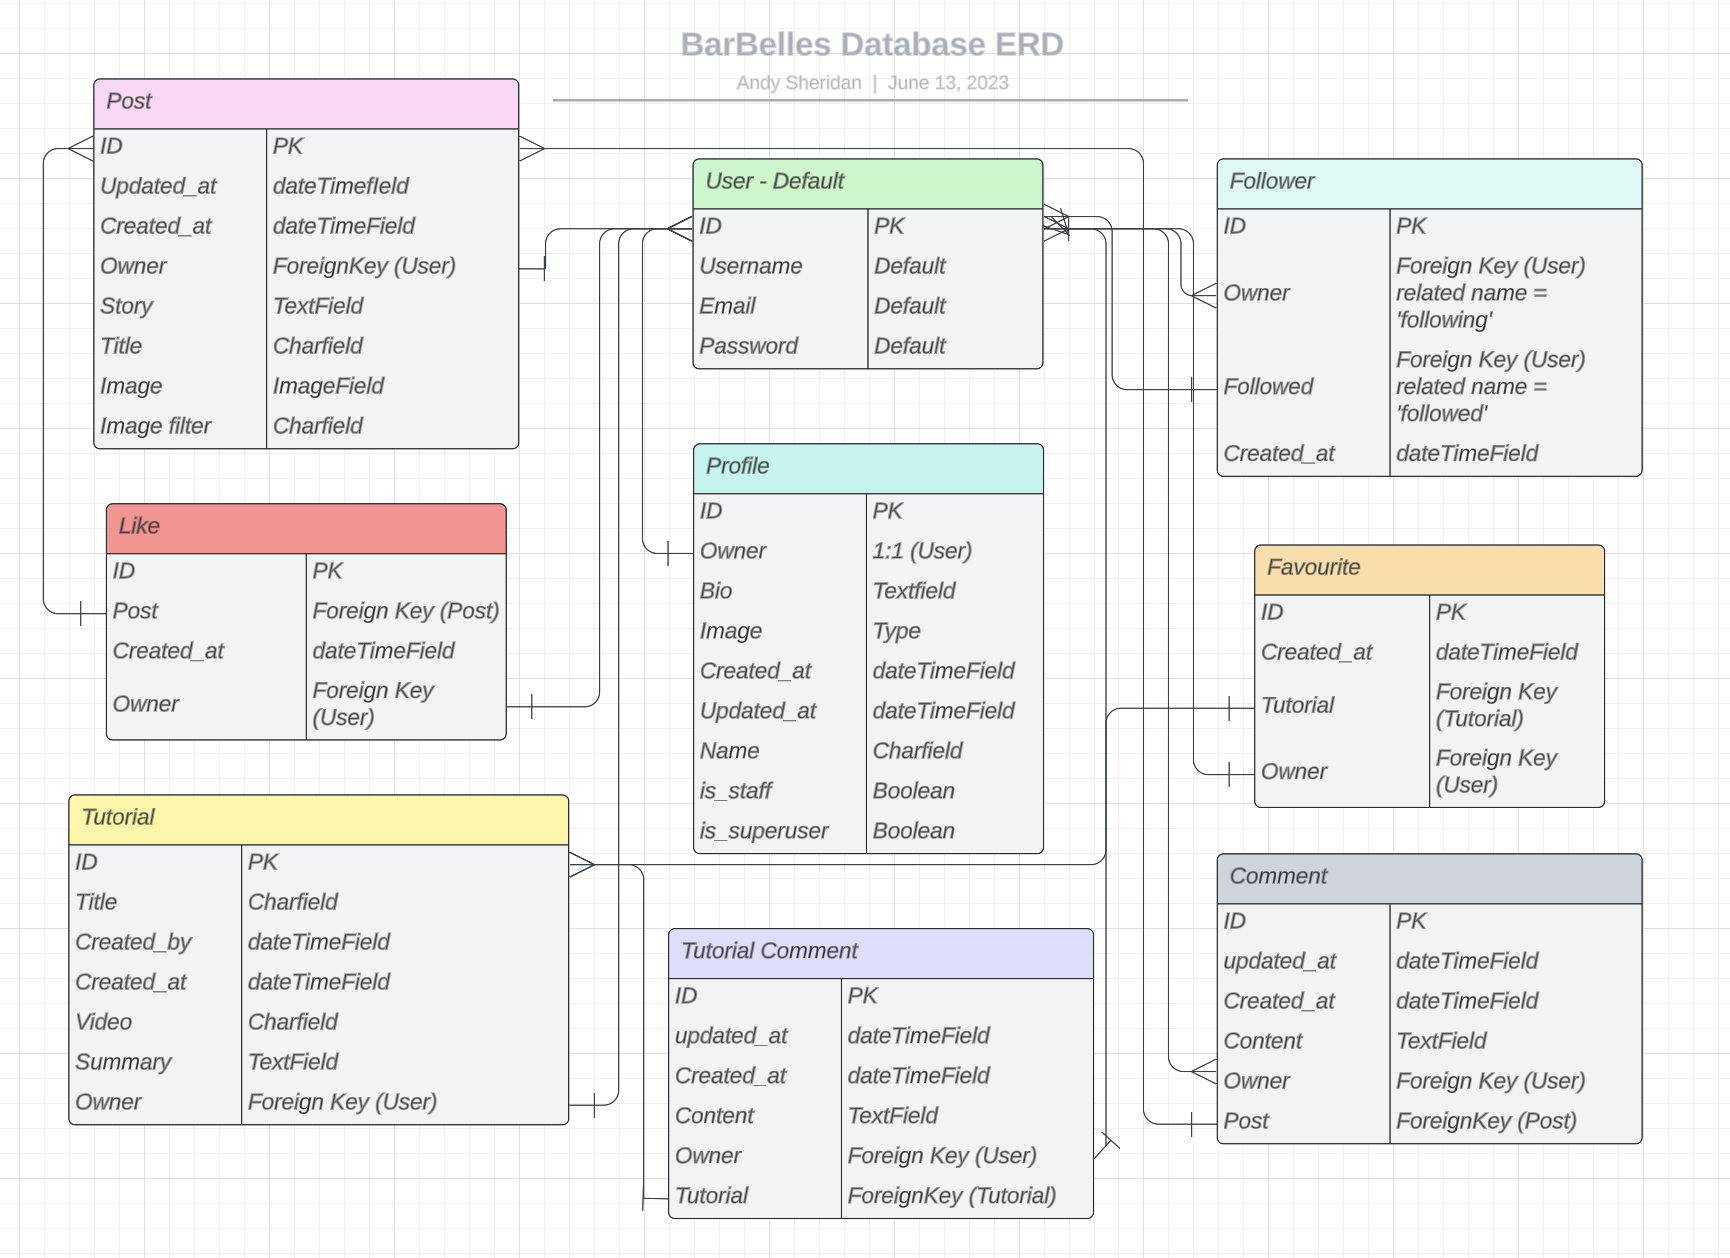 BarBelles Database ERD
Andy Sheridan | June 13, 2023
Post
ID PK
Updated_at dateTimefIeld
Created_at dateTimeField
Owner ForeignKey (User)
Story TextField
Title Charfield
Image ImageField
Image filter Charfield
User - Default
ID PK
Username Default
Email Default
Password Default
Follower
ID PK
Owner Foreign Key (User)
related name =
'following'
Followed Foreign Key (User)
related name =
'followed'
Created_at dateTimeField
Like
ID PK
Post Foreign Key (Post)
Created_at dateTimeField
Owner Foreign Key
(User)
Profile
ID PK
Owner 1:1 (User)
Bio Textfield
Image Type
Created_at dateTimeField
Updated_at dateTimeField
Name Charfield
is_staff Boolean
is_superuser Boolean
Favourite
ID PK
Created_at dateTimeField
Tutorial Foreign Key
(Tutorial)
Owner Foreign Key
(User)
Tutorial
ID PK
Title Charfield
Created_by dateTimeField
Created_at dateTimeField
Video Charfield
Summary TextField
Owner Foreign Key (User)
Tutorial Comment
ID PK
updated_at dateTimeField
Created_at dateTimeField
Content TextField
Owner Foreign Key (User)
Tutorial ForeignKey (Tutorial)
Comment
ID PK
updated_at dateTimeField
Created_at dateTimeField
Content TextField
Owner Foreign Key (User)
Post ForeignKey (Post)